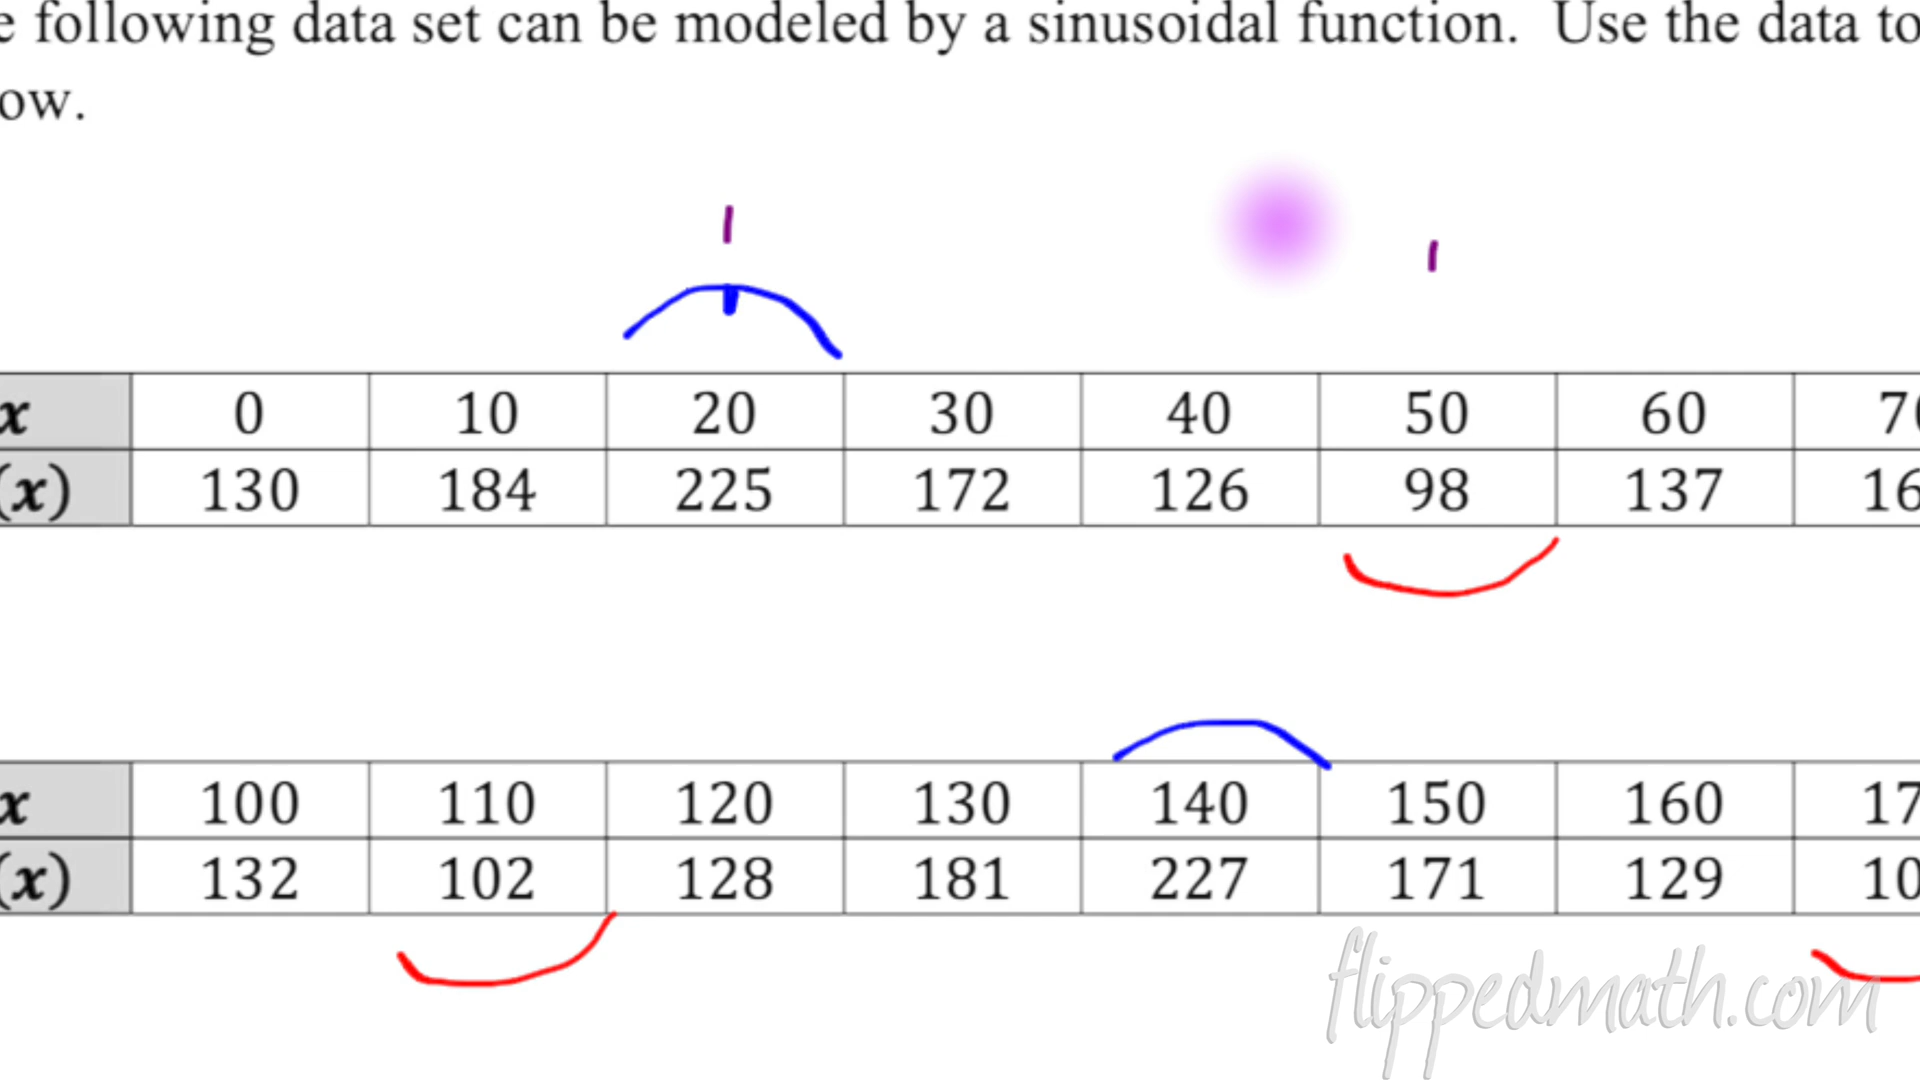 following data set can be modeled by a sinusoidal function. Use the data to
ow.
x 0 10 20 30 40 50 60
(x) 130 184 225 172 126 98 137
x 100 110 120 130 140 150 160
(x) 132 102 128 181 227 171 129
flippedmath.com